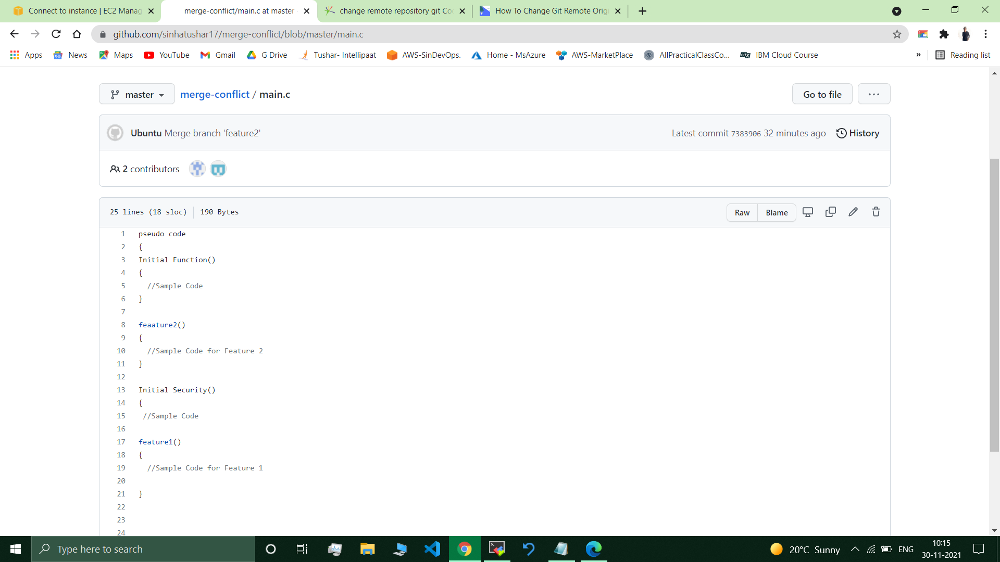 Connect to instance | EC2 Manag
merge-conflict/main.c at master
change remote repository git Coo
How To Change Git Remote Origi
github.com/sinhatushar17/merge-conflict/blob/master/main.c
Apps
News
Maps
YouTube
Gmail
G Drive
Tushar- Intellipaat
AWS-SinDevOps.
Home - MsAzure
AWS-MarketPlace
AllPracticalClassCo...
edX
IBM Cloud Course
»
Reading list
master
merge-conflict / main.c
Go to file
...
Ubuntu Merge branch 'feature2'
Latest commit 7383906 32 minutes ago
History
2 contributors
25 lines (18 sloc)
190 Bytes
Raw
Blame
1 pseudo code
2 {
3 Initial Function()
4 {
5 //Sample Code
6 }
7
8 feaature2()
9 {
10 //Sample Code for Feature 2
11 }
12
13 Initial Security()
14 {
15 //Sample Code
16
17 feature1()
18 {
19 //Sample Code for Feature 1
20
21 }
22
23
24
Type here to search
20°C Sunny
ENG
10:15
30-11-2021